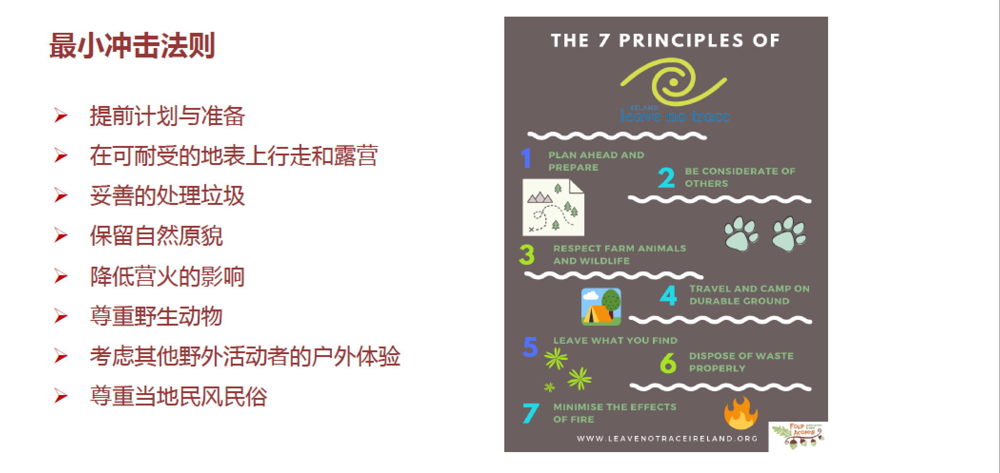 最小冲击法则
提前计划与准备
在可耐受的地表上行走和露营
妥善的处理垃圾
保留自然原貌
降低营火的影响
尊重野生动物
考虑其他野外活动者的户外体验
尊重当地民风民俗
THE 7 PRINCIPLES OF
IRELAND
leave no trace
1 PLAN AHEAD AND
PREPARE
2 BE CONSIDERATE OF
OTHERS
3 RESPECT FARM ANIMALS
AND WILDLIFE
4 TRAVEL AND CAMP ON
DURABLE GROUND
5 LEAVE WHAT YOU FIND
6 DISPOSE OF WASTE
PROPERLY
7 MINIMISE THE EFFECTS
OF FIRE
WWW.LEAVENOTRACEIRELAND.ORG
Four
Acorns